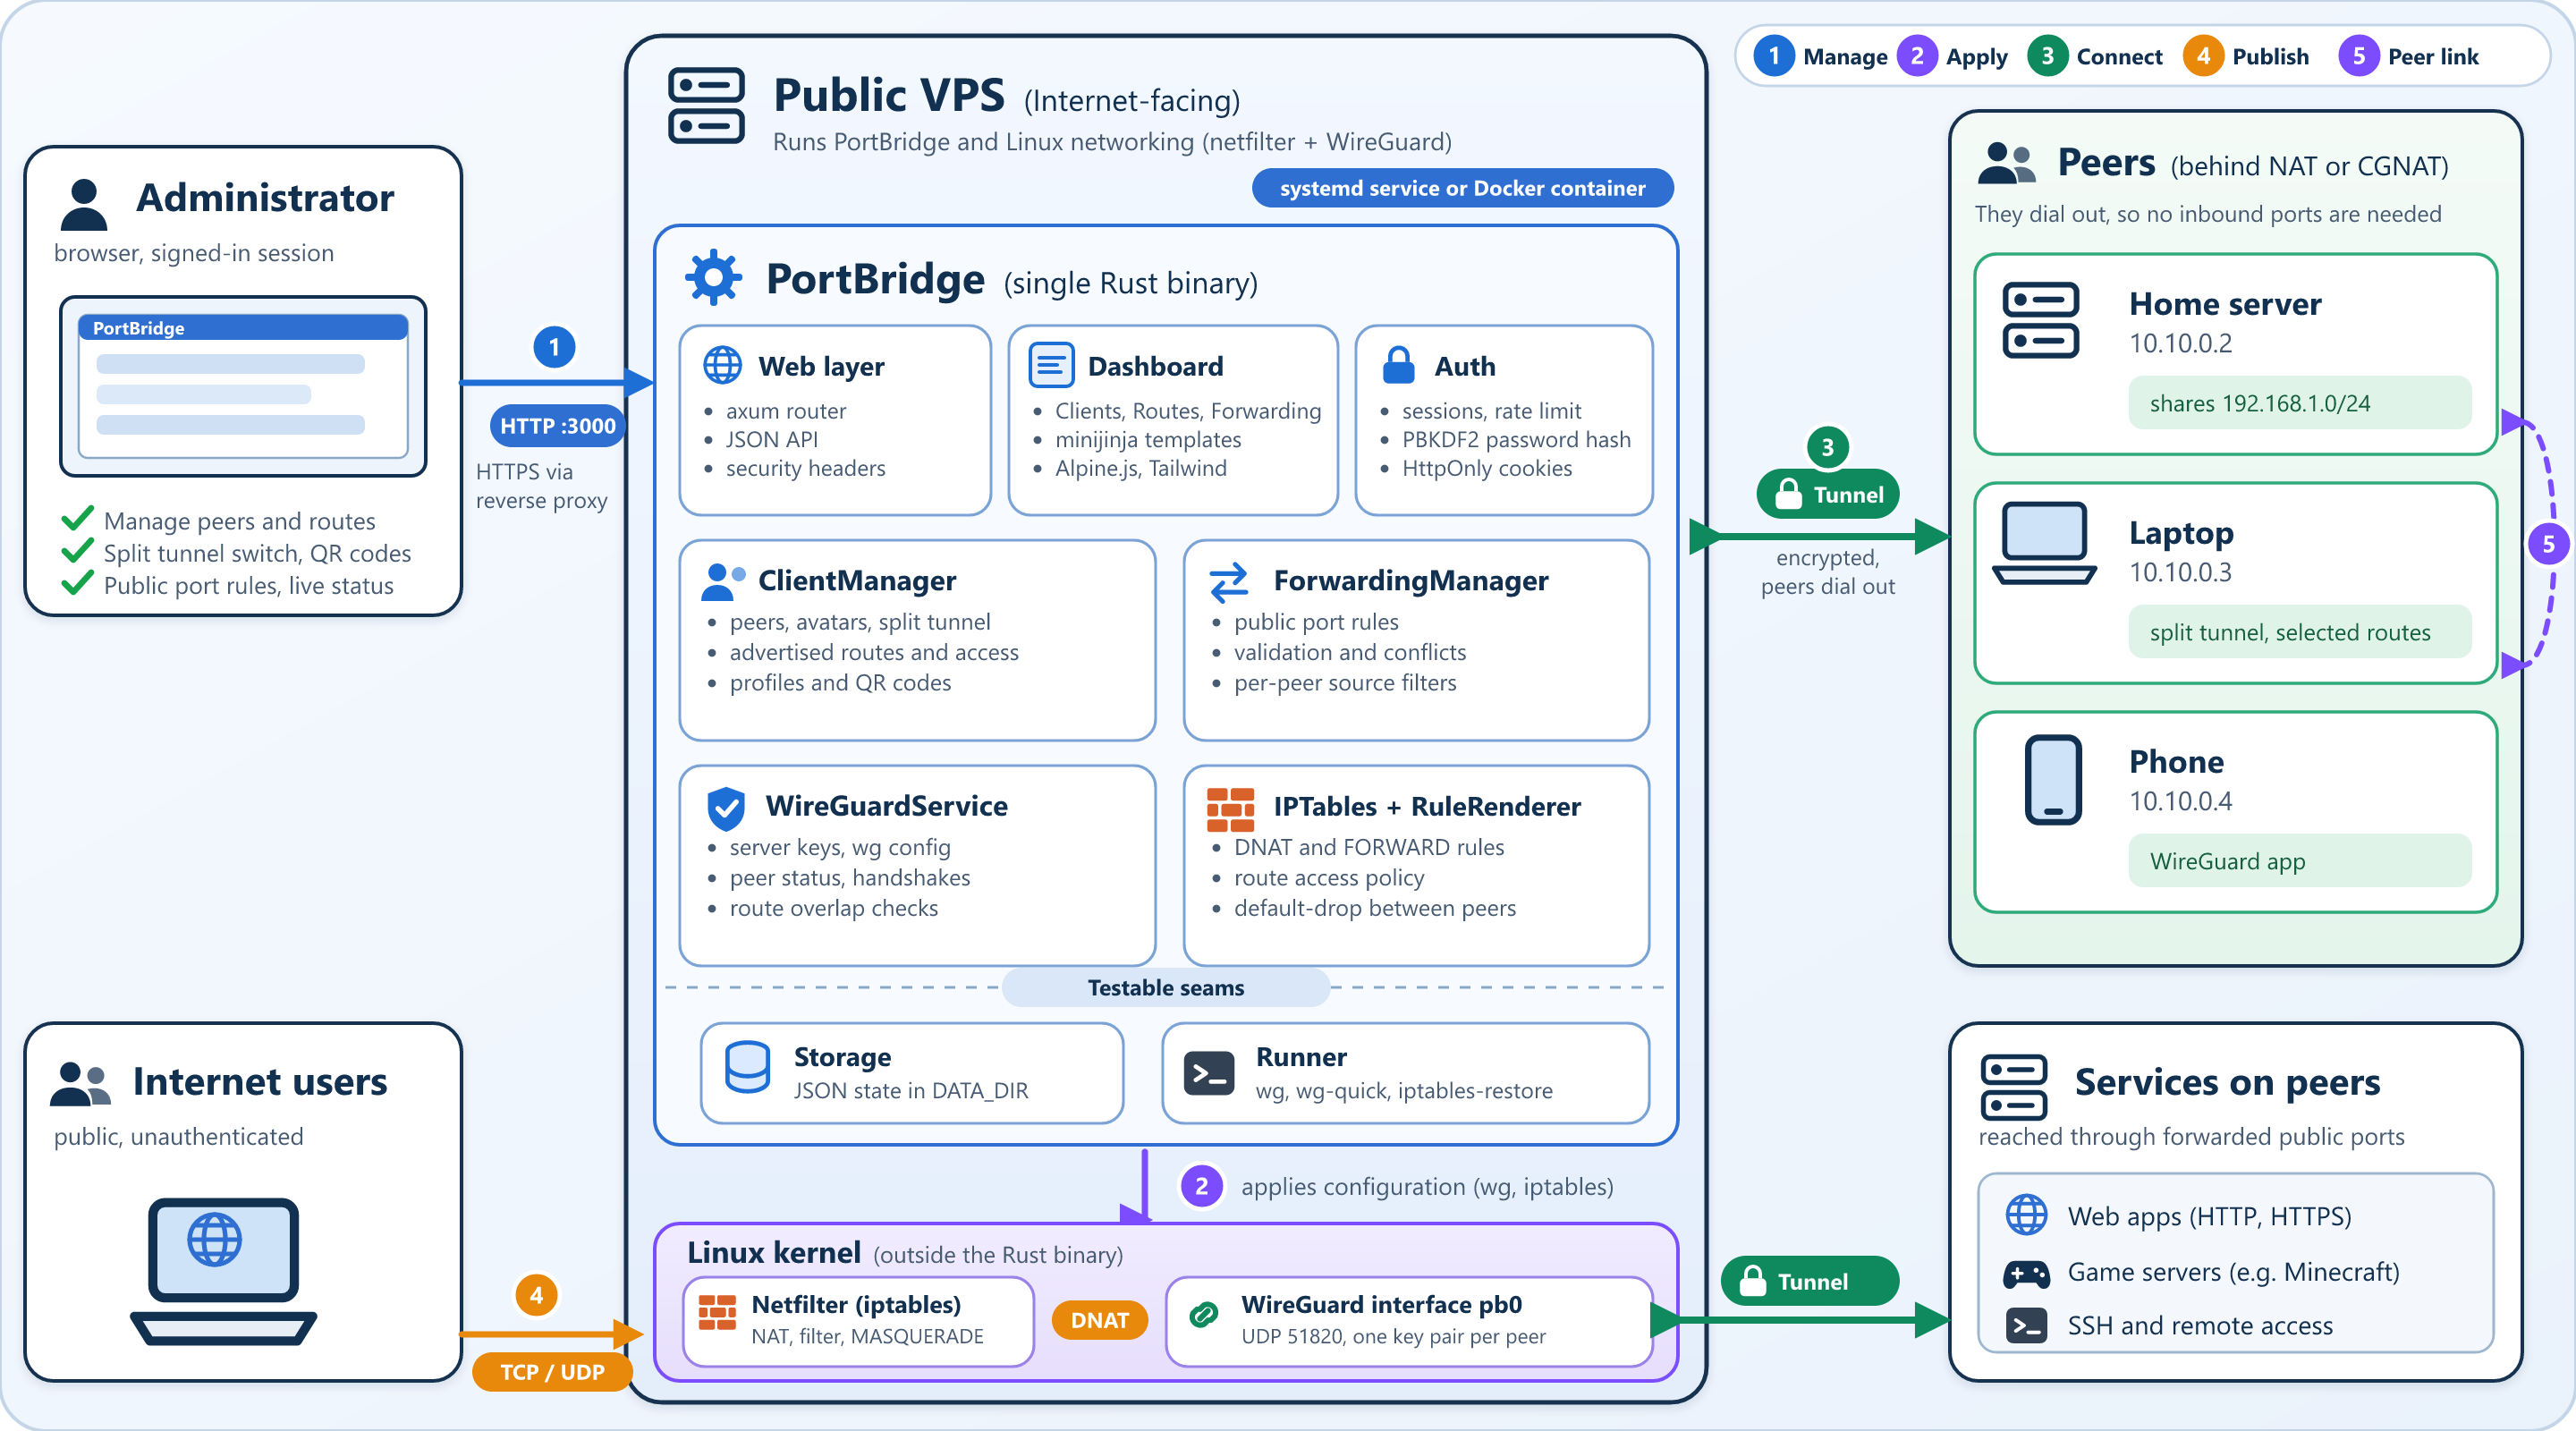 1 Manage 2 Apply 3 Connect 4 Publish 5 Peer link
Public VPS (Internet-facing)
Runs PortBridge and Linux networking (netfilter + WireGuard)
systemd service or Docker container
Administrator
browser, signed-in session
PortBridge
Manage peers and routes
Split tunnel switch, QR codes
Public port rules, live status
1
HTTP :3000
HTTPS via
reverse proxy
PortBridge (single Rust binary)
Web layer
axum router
JSON API
security headers
Dashboard
Clients, Routes, Forwarding
minijinja templates
Alpine.js, Tailwind
Auth
sessions, rate limit
PBKDF2 password hash
HttpOnly cookies
ClientManager
peers, avatars, split tunnel
advertised routes and access
profiles and QR codes
ForwardingManager
public port rules
validation and conflicts
per-peer source filters
WireGuardService
server keys, wg config
peer status, handshakes
route overlap checks
IPTables + RuleRenderer
DNAT and FORWARD rules
route access policy
default-drop between peers
Testable seams
Storage
JSON state in DATA_DIR
Runner
wg, wg-quick, iptables-restore
2
applies configuration (wg, iptables)
Linux kernel (outside the Rust binary)
Netfilter (iptables)
NAT, filter, MASQUERADE
DNAT
WireGuard interface pb0
UDP 51820, one key pair per peer
3
Tunnel
encrypted,
peers dial out
Peers (behind NAT or CGNAT)
They dial out, so no inbound ports are needed
Home server
10.10.0.2
shares 192.168.1.0/24
Laptop
10.10.0.3
split tunnel, selected routes
Phone
10.10.0.4
WireGuard app
5
Internet users
public, unauthenticated
4
TCP / UDP
Tunnel
Services on peers
reached through forwarded public ports
Web apps (HTTP, HTTPS)
Game servers (e.g. Minecraft)
SSH and remote access